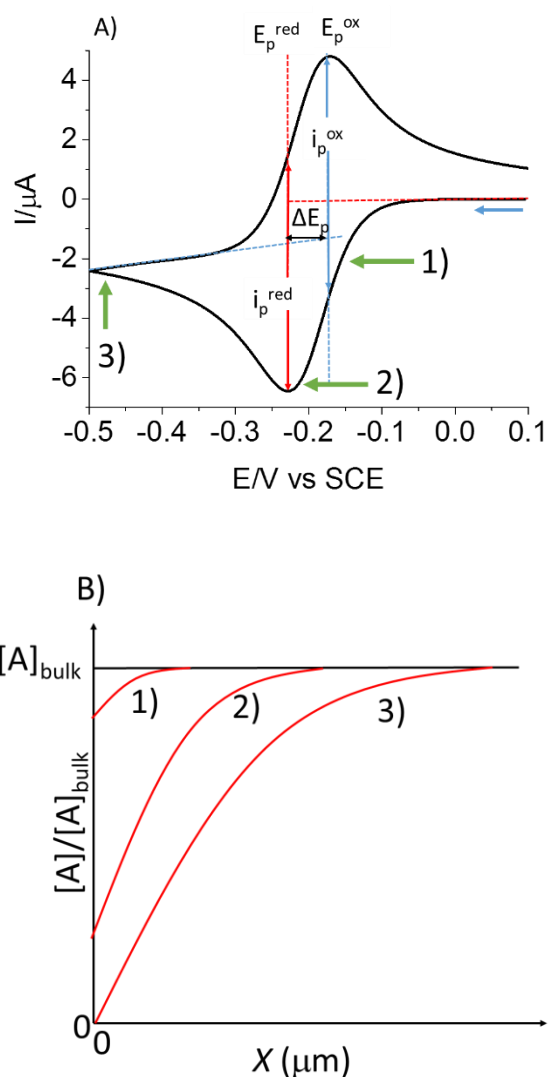 A)
E_p^red
E_p^ox
4
2
0
-2
-4
-6
I/μA
i_p^ox
ΔE_p
i_p^red
1)
2)
3)
-0.5 -0.4 -0.3 -0.2 -0.1 0.0 0.1
E/V vs SCE
B)
[A]_bulk
1)
2)
3)
[A]/[A]_bulk
0
0
X (μm)